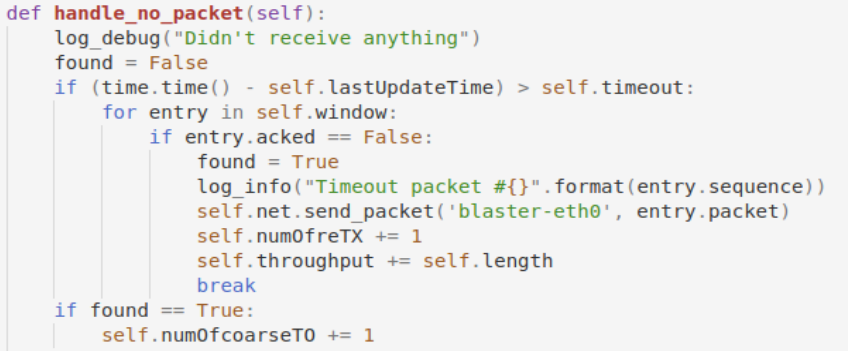 def handle_no_packet(self):
    log_debug("Didn't receive anything")
    found = False
    if (time.time() - self.lastUpdateTime) > self.timeout:
        for entry in self.window:
            if entry.acked == False:
                found = True
                log_info("Timeout packet #{}".format(entry.sequence))
                self.net.send_packet('blaster-eth0', entry.packet)
                self.numOfreTX += 1
                self.throughput += self.length
                break
    if found == True:
        self.numOfcoarseTO += 1